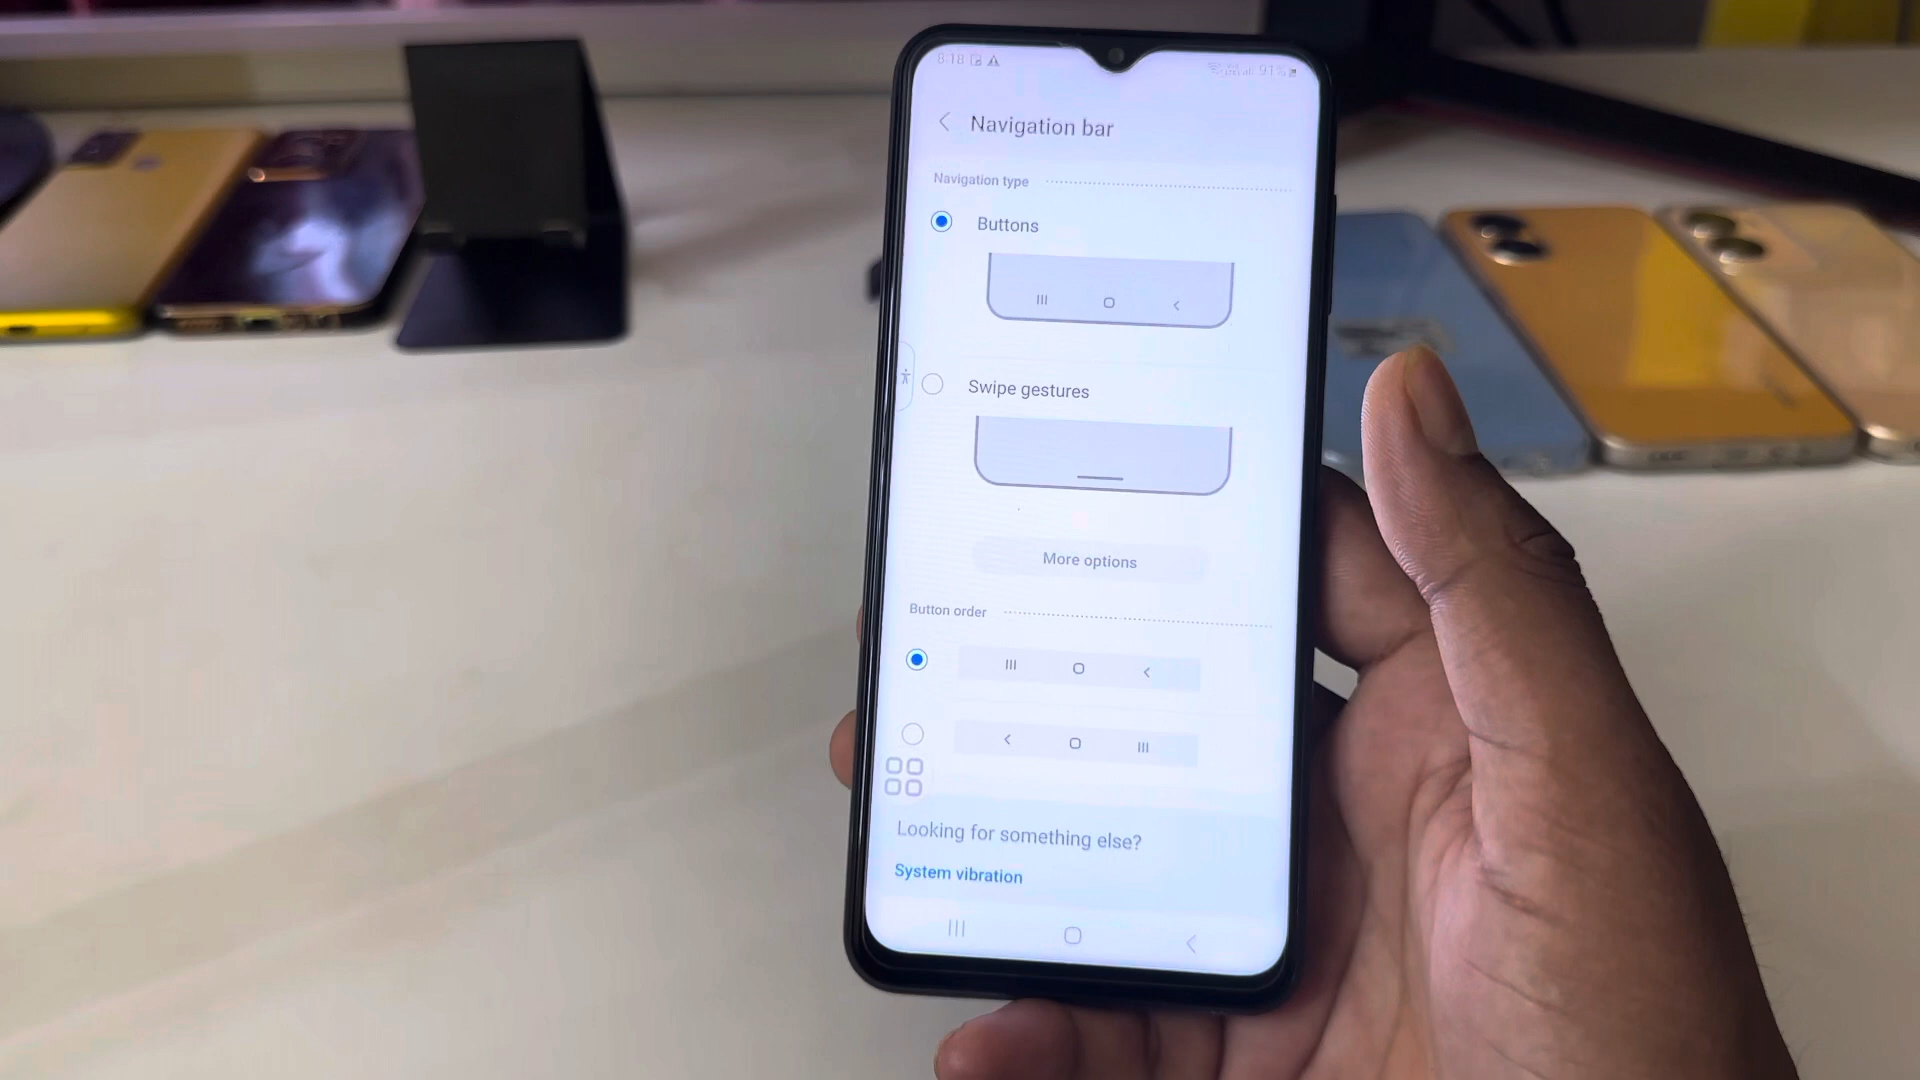 8:18
91%
Navigation bar
Navigation type
Buttons
Swipe gestures
More options
Button order
Looking for something else?
System vibration